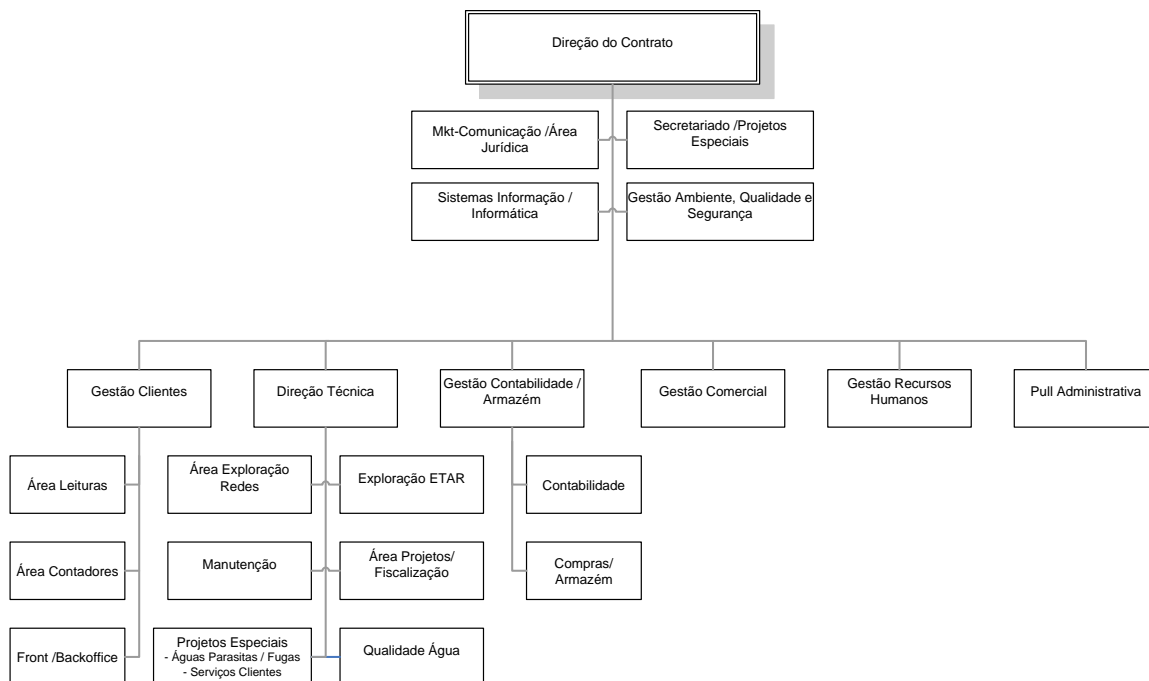 Direção do Contrato
Mkt-Comunicação /Área
Jurídica
Secretariado /Projetos
Especiais
Sistemas Informação /
Informática
Gestão Ambiente, Qualidade e
Segurança
Gestão Clientes
Direção Técnica
Gestão Contabilidade /
Armazém
Gestão Comercial
Gestão Recursos
Humanos
Pull Administrativa
Área Leituras
Área Exploração
Redes
Exploração ETAR
Contabilidade
Área Contadores
Manutenção
Área Projetos/
Fiscalização
Compras/
Armazém
Front /Backoffice
Projetos Especiais
- Águas Parasitas / Fugas
- Serviços Clientes
Qualidade Água